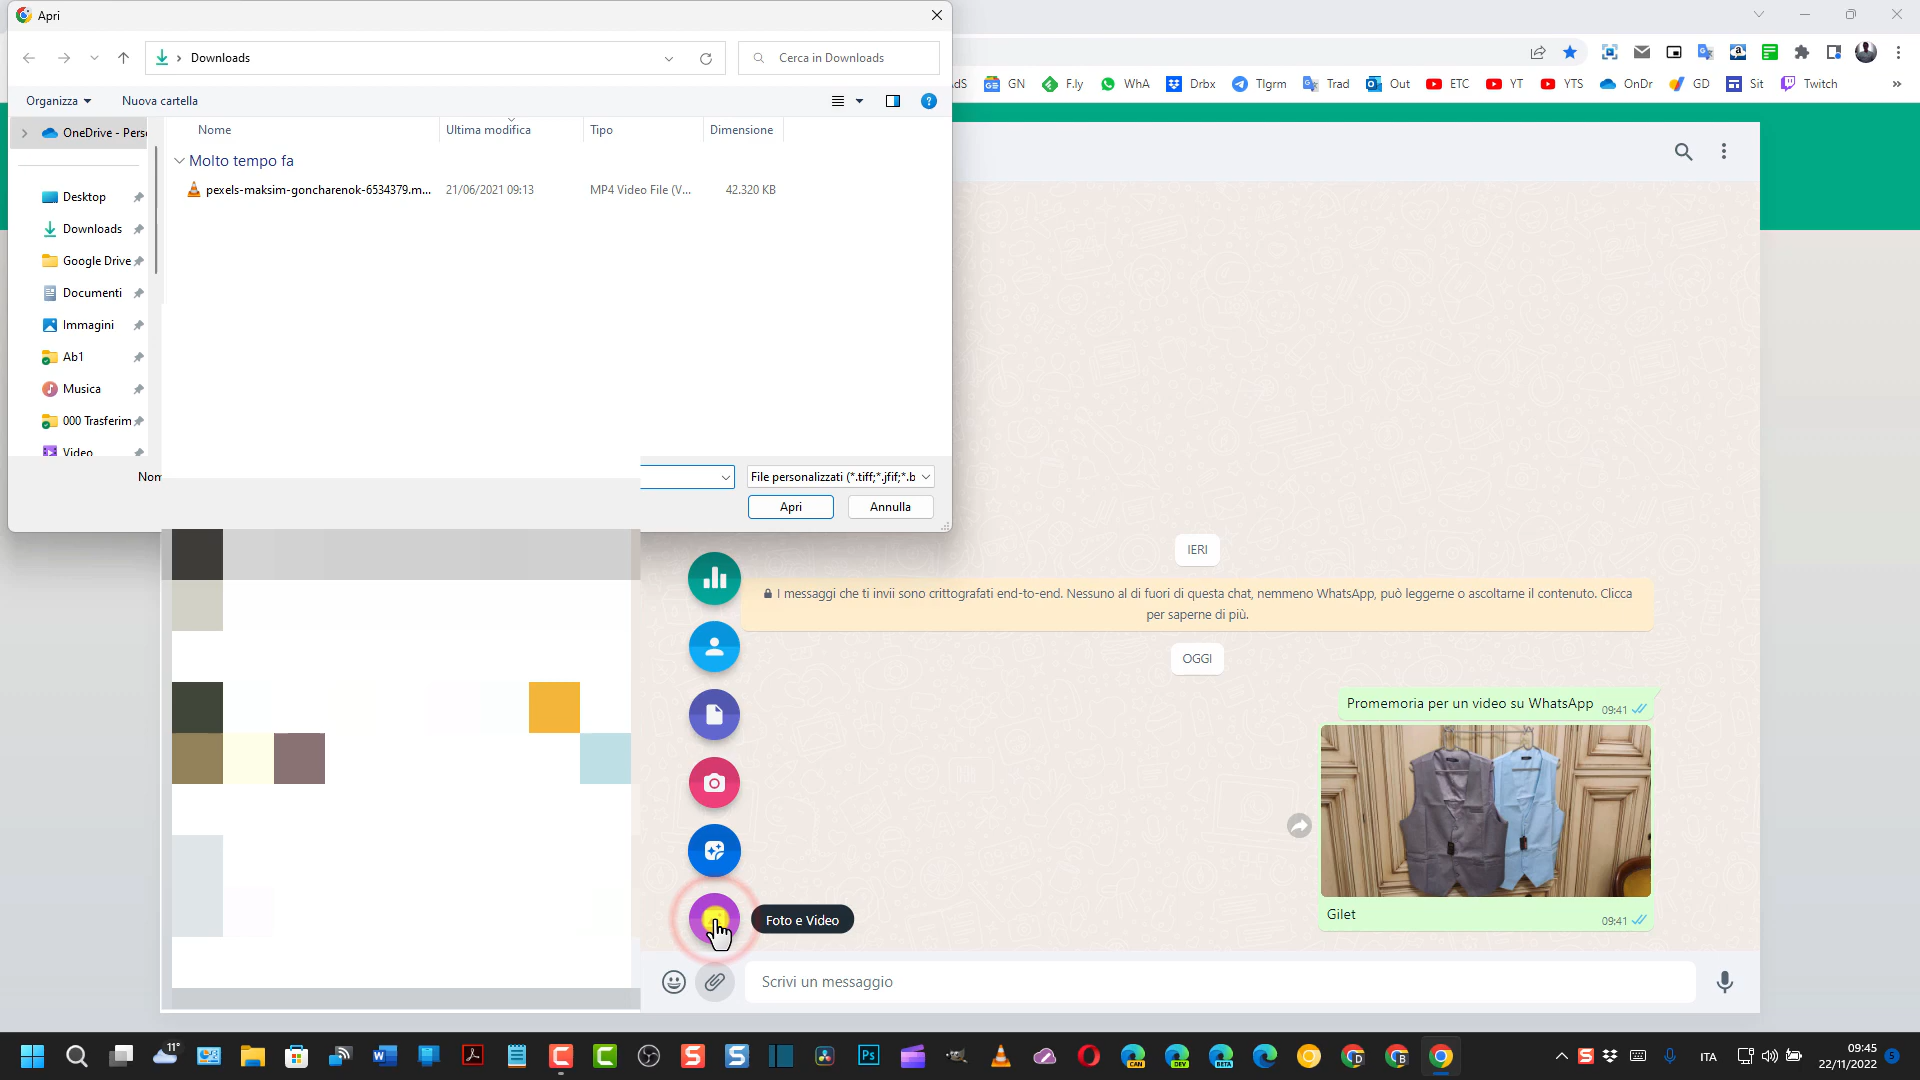 Apri
Downloads
Cerca in Downloads
Organizza
Nuova cartella
Nome
Ultima modifica
Tipo
Dimensione
OneDrive - Perso
Molto tempo fa
pexels-maksim-goncharenok-6534379.m...
21/06/2021 09:13
MP4 Video File (V...
42.320 KB
Desktop
Downloads
Google Drive
Documenti
Immagini
Ab1
Musica
000 Trasferim
Video
Nom
File personalizzati (*.tiff;*.jfif;*.b
Apri
Annulla
GN
F.ly
WhA
Drbx
Tlgrm
Trad
Out
ETC
YT
YTS
OnDr
GD
Sit
Twitch
IERI
I messaggi che ti invii sono crittografati end-to-end. Nessuno al di fuori di questa chat, nemmeno WhatsApp, può leggerne o ascoltarne il contenuto. Clicca
per saperne di più.
OGGI
Promemoria per un video su WhatsApp
09:41
Gilet
09:41
Foto e Video
Scrivi un messaggio
11°
ITA
09:45
22/11/2022
5